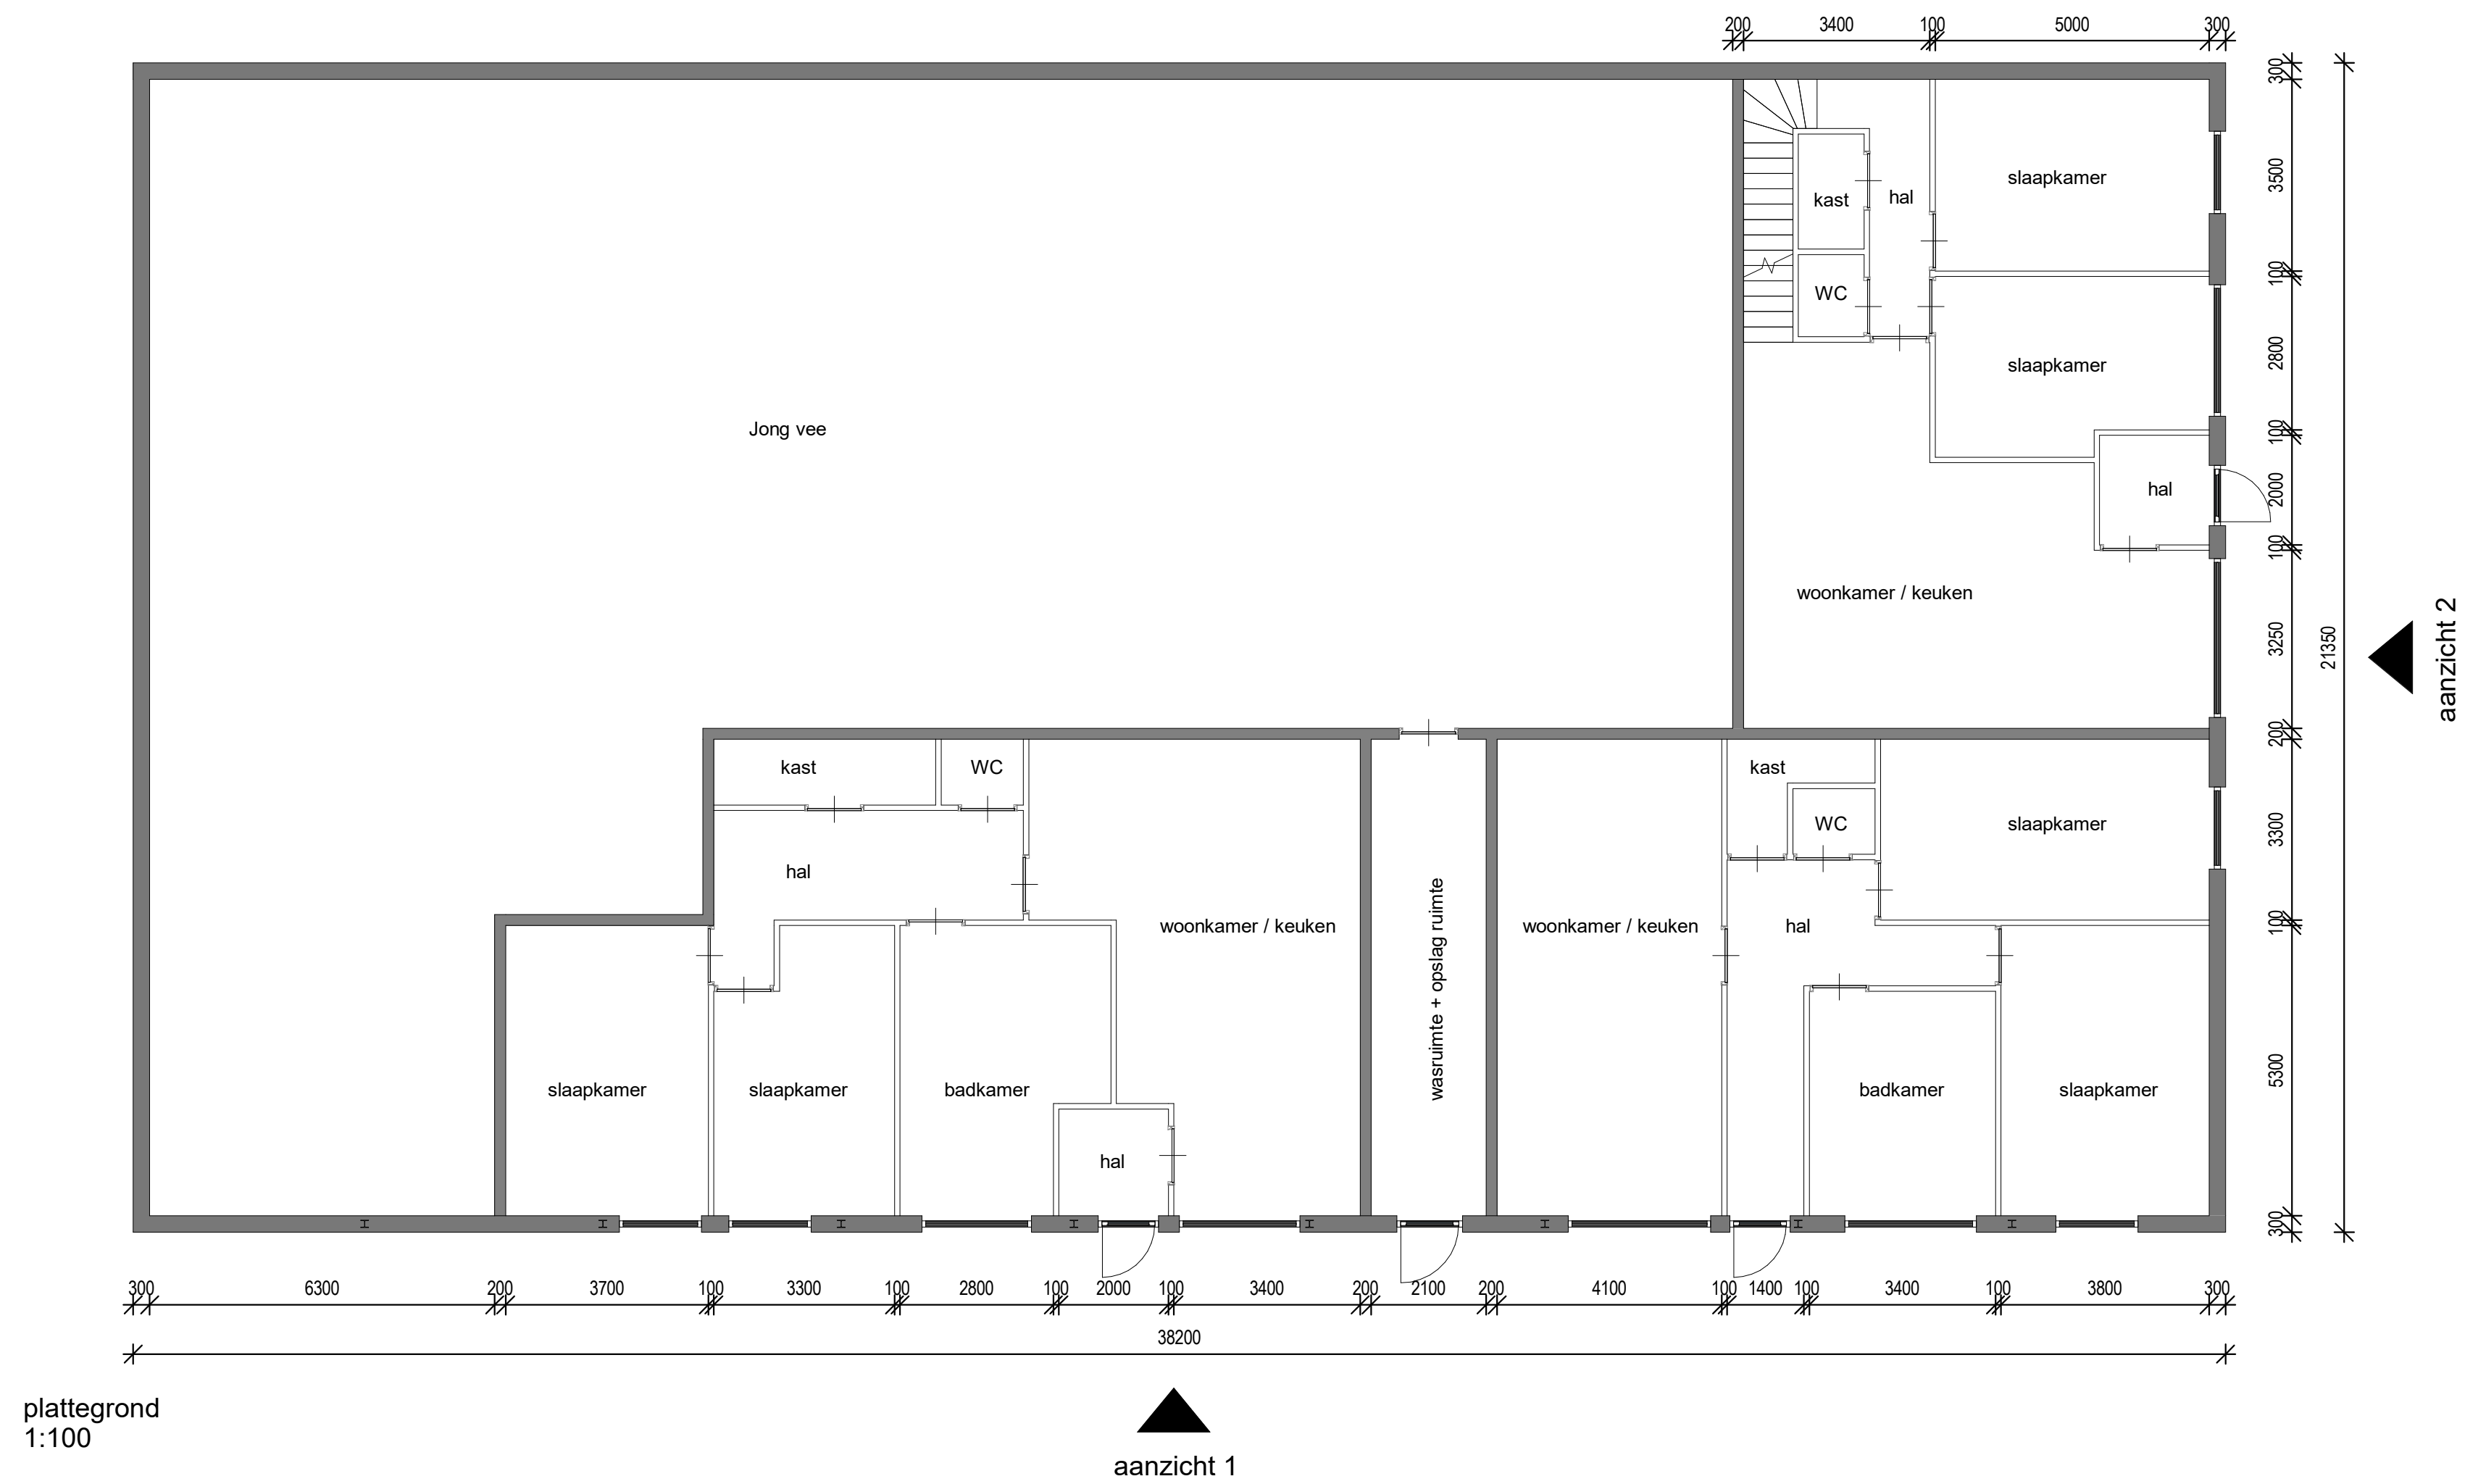 200 3400 100 5000 300
300
3500
100
2800
100
2000
100
3250
200
3300
100
5300
300
21350
aanzicht 2
kast
hal
slaapkamer
WC
slaapkamer
Jong vee
hal
woonkamer / keuken
kast
WC
kast
hal
WC
slaapkamer
woonkamer / keuken
wasruimte + opslag ruimte
woonkamer / keuken
hal
slaapkamer
slaapkamer
badkamer
badkamer
slaapkamer
hal
300 6300 200 3700 100 3300 100 2800 100 2000 100 3400 200 2100 200 4100 100 1400 100 3400 100 3800 300
38200
plattegrond
1:100
aanzicht 1